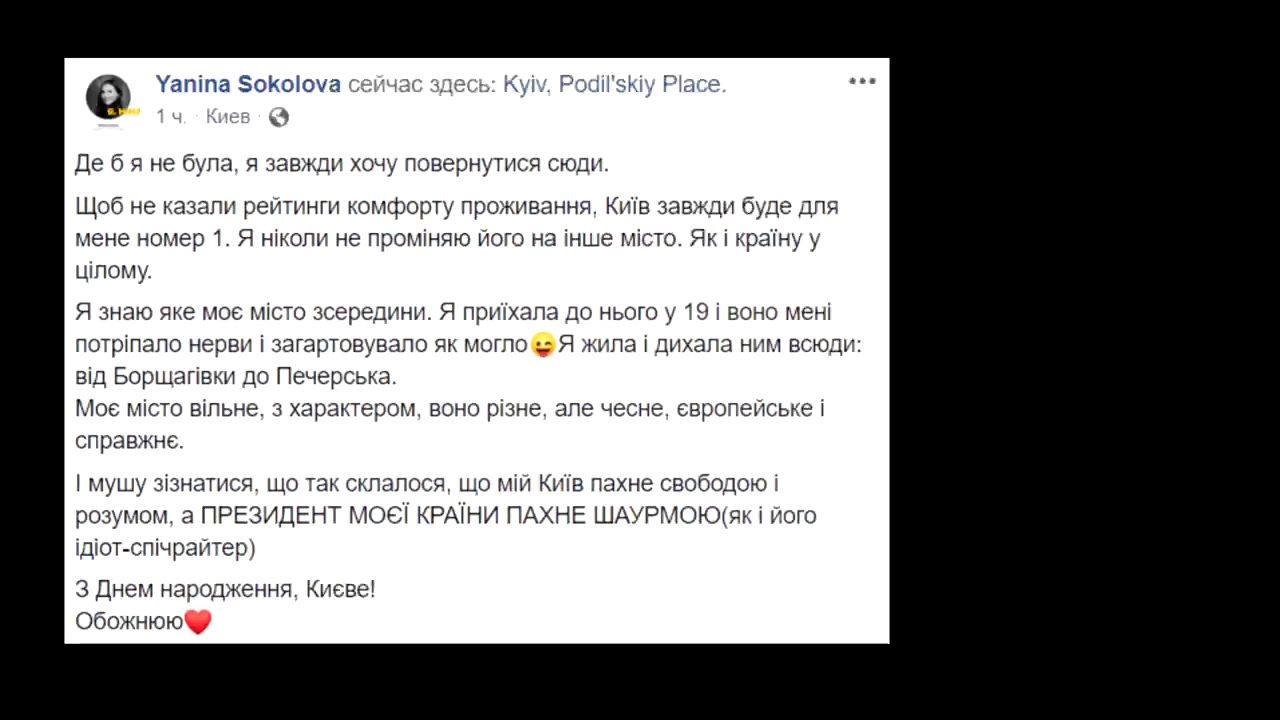 Yanina Sokolova сейчас здесь: Kyiv, Podil'skiy Place.
1 ч. · Киев ·
Де б я не була, я завжди хочу повернутися сюди.
Щоб не казали рейтинги комфорту проживання, Київ завжди буде для
мене номер 1. Я ніколи не проміняю його на інше місто. Як і країну у
цілому.
Я знаю яке моє місто зсередини. Я приїхала до нього у 19 і воно мені
потріпало нерви і загартовувало як могло😜Я жила і дихала ним всюди:
від Борщагівки до Печерська.
Моє місто вільне, з характером, воно різне, але чесне, європейське і
справжнє.
І мушу зізнатися, що так склалося, що мій Київ пахне свободою і
розумом, а ПРЕЗИДЕНТ МОЄЇ КРАЇНИ ПАХНЕ ШАУРМОЮ(як і його
ідіот-спічрайтер)
З Днем народження, Києве!
Обожнюю❤️